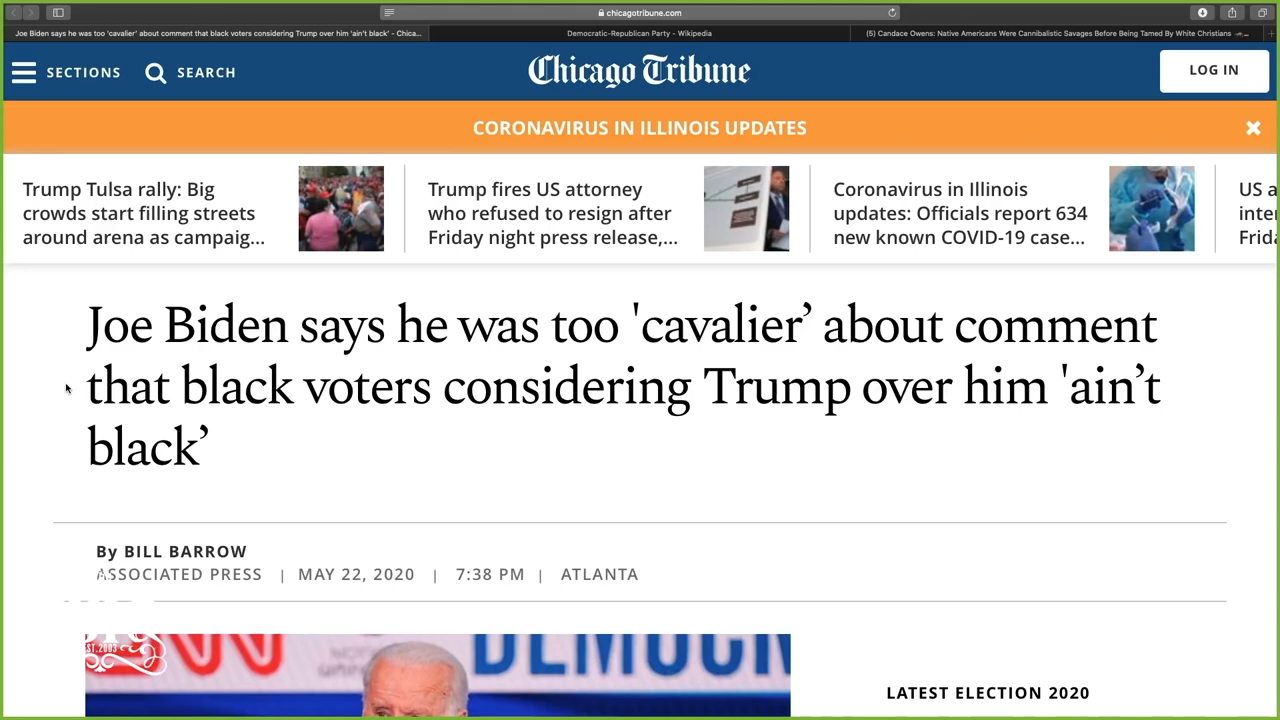 chicagotribune.com
Joe Biden says he was too 'cavalier' about comment that black voters considering Trump over him 'ain't black' - Chica...
Democratic-Republican Party - Wikipedia
(5) Candace Owens: Native Americans Were Cannibalistic Savages Before Being Tamed By White Christians
SECTIONS
SEARCH
Chicago Tribune
LOG IN
CORONAVIRUS IN ILLINOIS UPDATES
Trump Tulsa rally: Big
crowds start filling streets
around arena as campaig...
Trump fires US attorney
who refused to resign after
Friday night press release,...
Coronavirus in Illinois
updates: Officials report 634
new known COVID-19 case...
US a
inte
Frida
Joe Biden says he was too 'cavalier’ about comment
that black voters considering Trump over him 'ain’t
black’
By BILL BARROW
ASSOCIATED PRESS | MAY 22, 2020 | 7:38 PM | ATLANTA
EST.2003
DEMOCR
LATEST ELECTION 2020